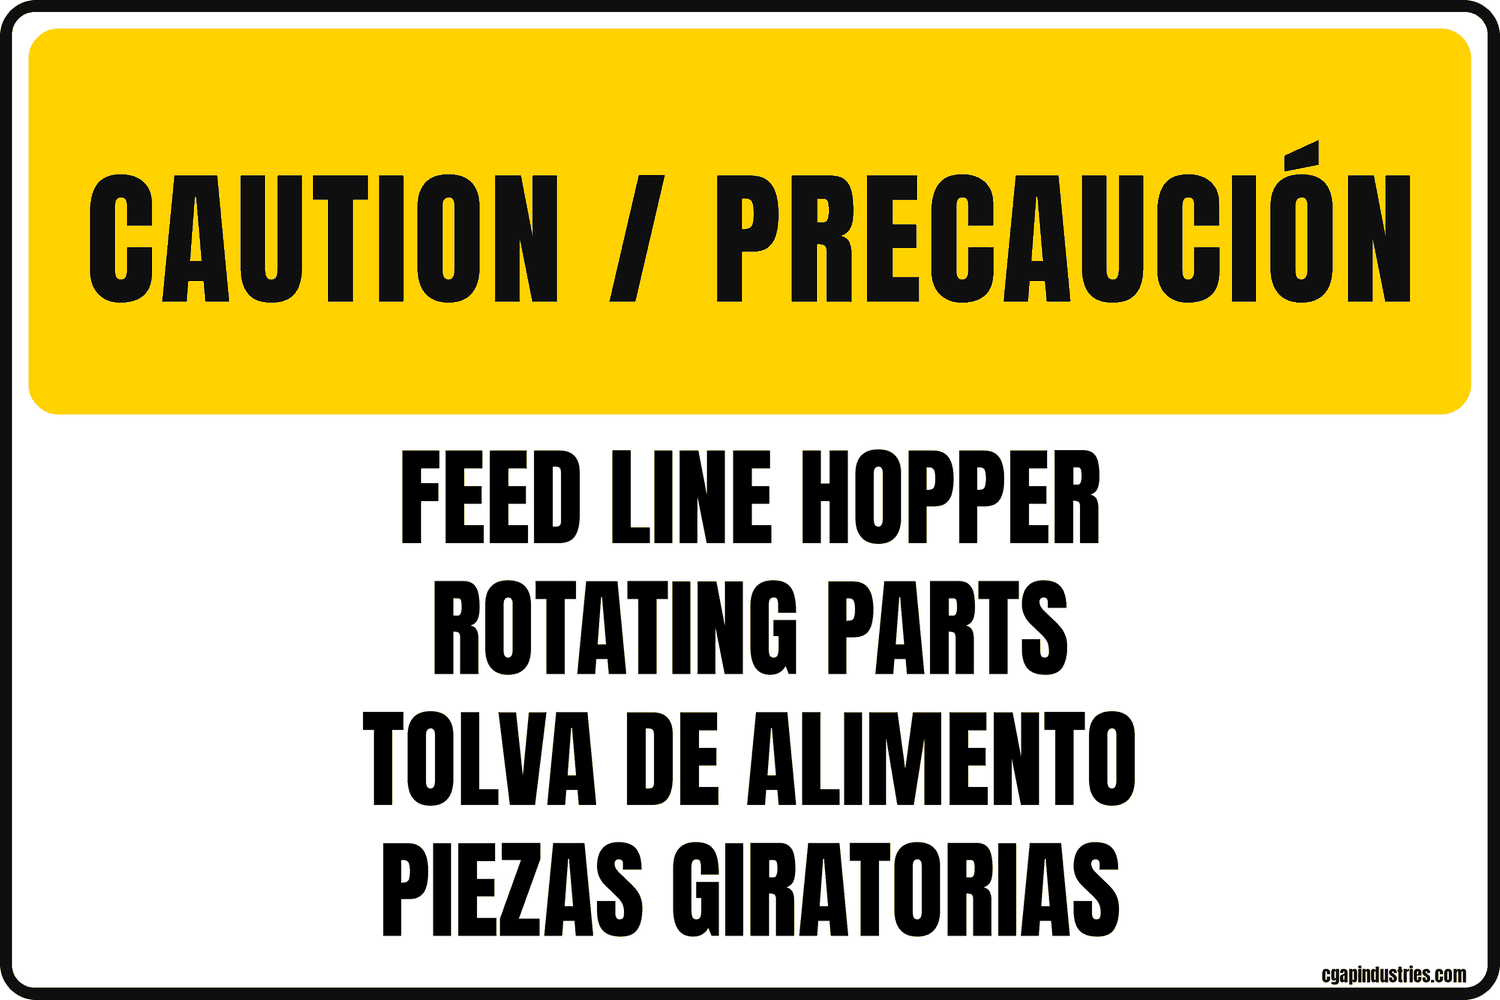 CAUTION / PRECAUCIÓN
FEED LINE HOPPER
ROTATING PARTS
TOLVA DE ALIMENTO
PIEZAS GIRATORIAS
cgapindustries.com